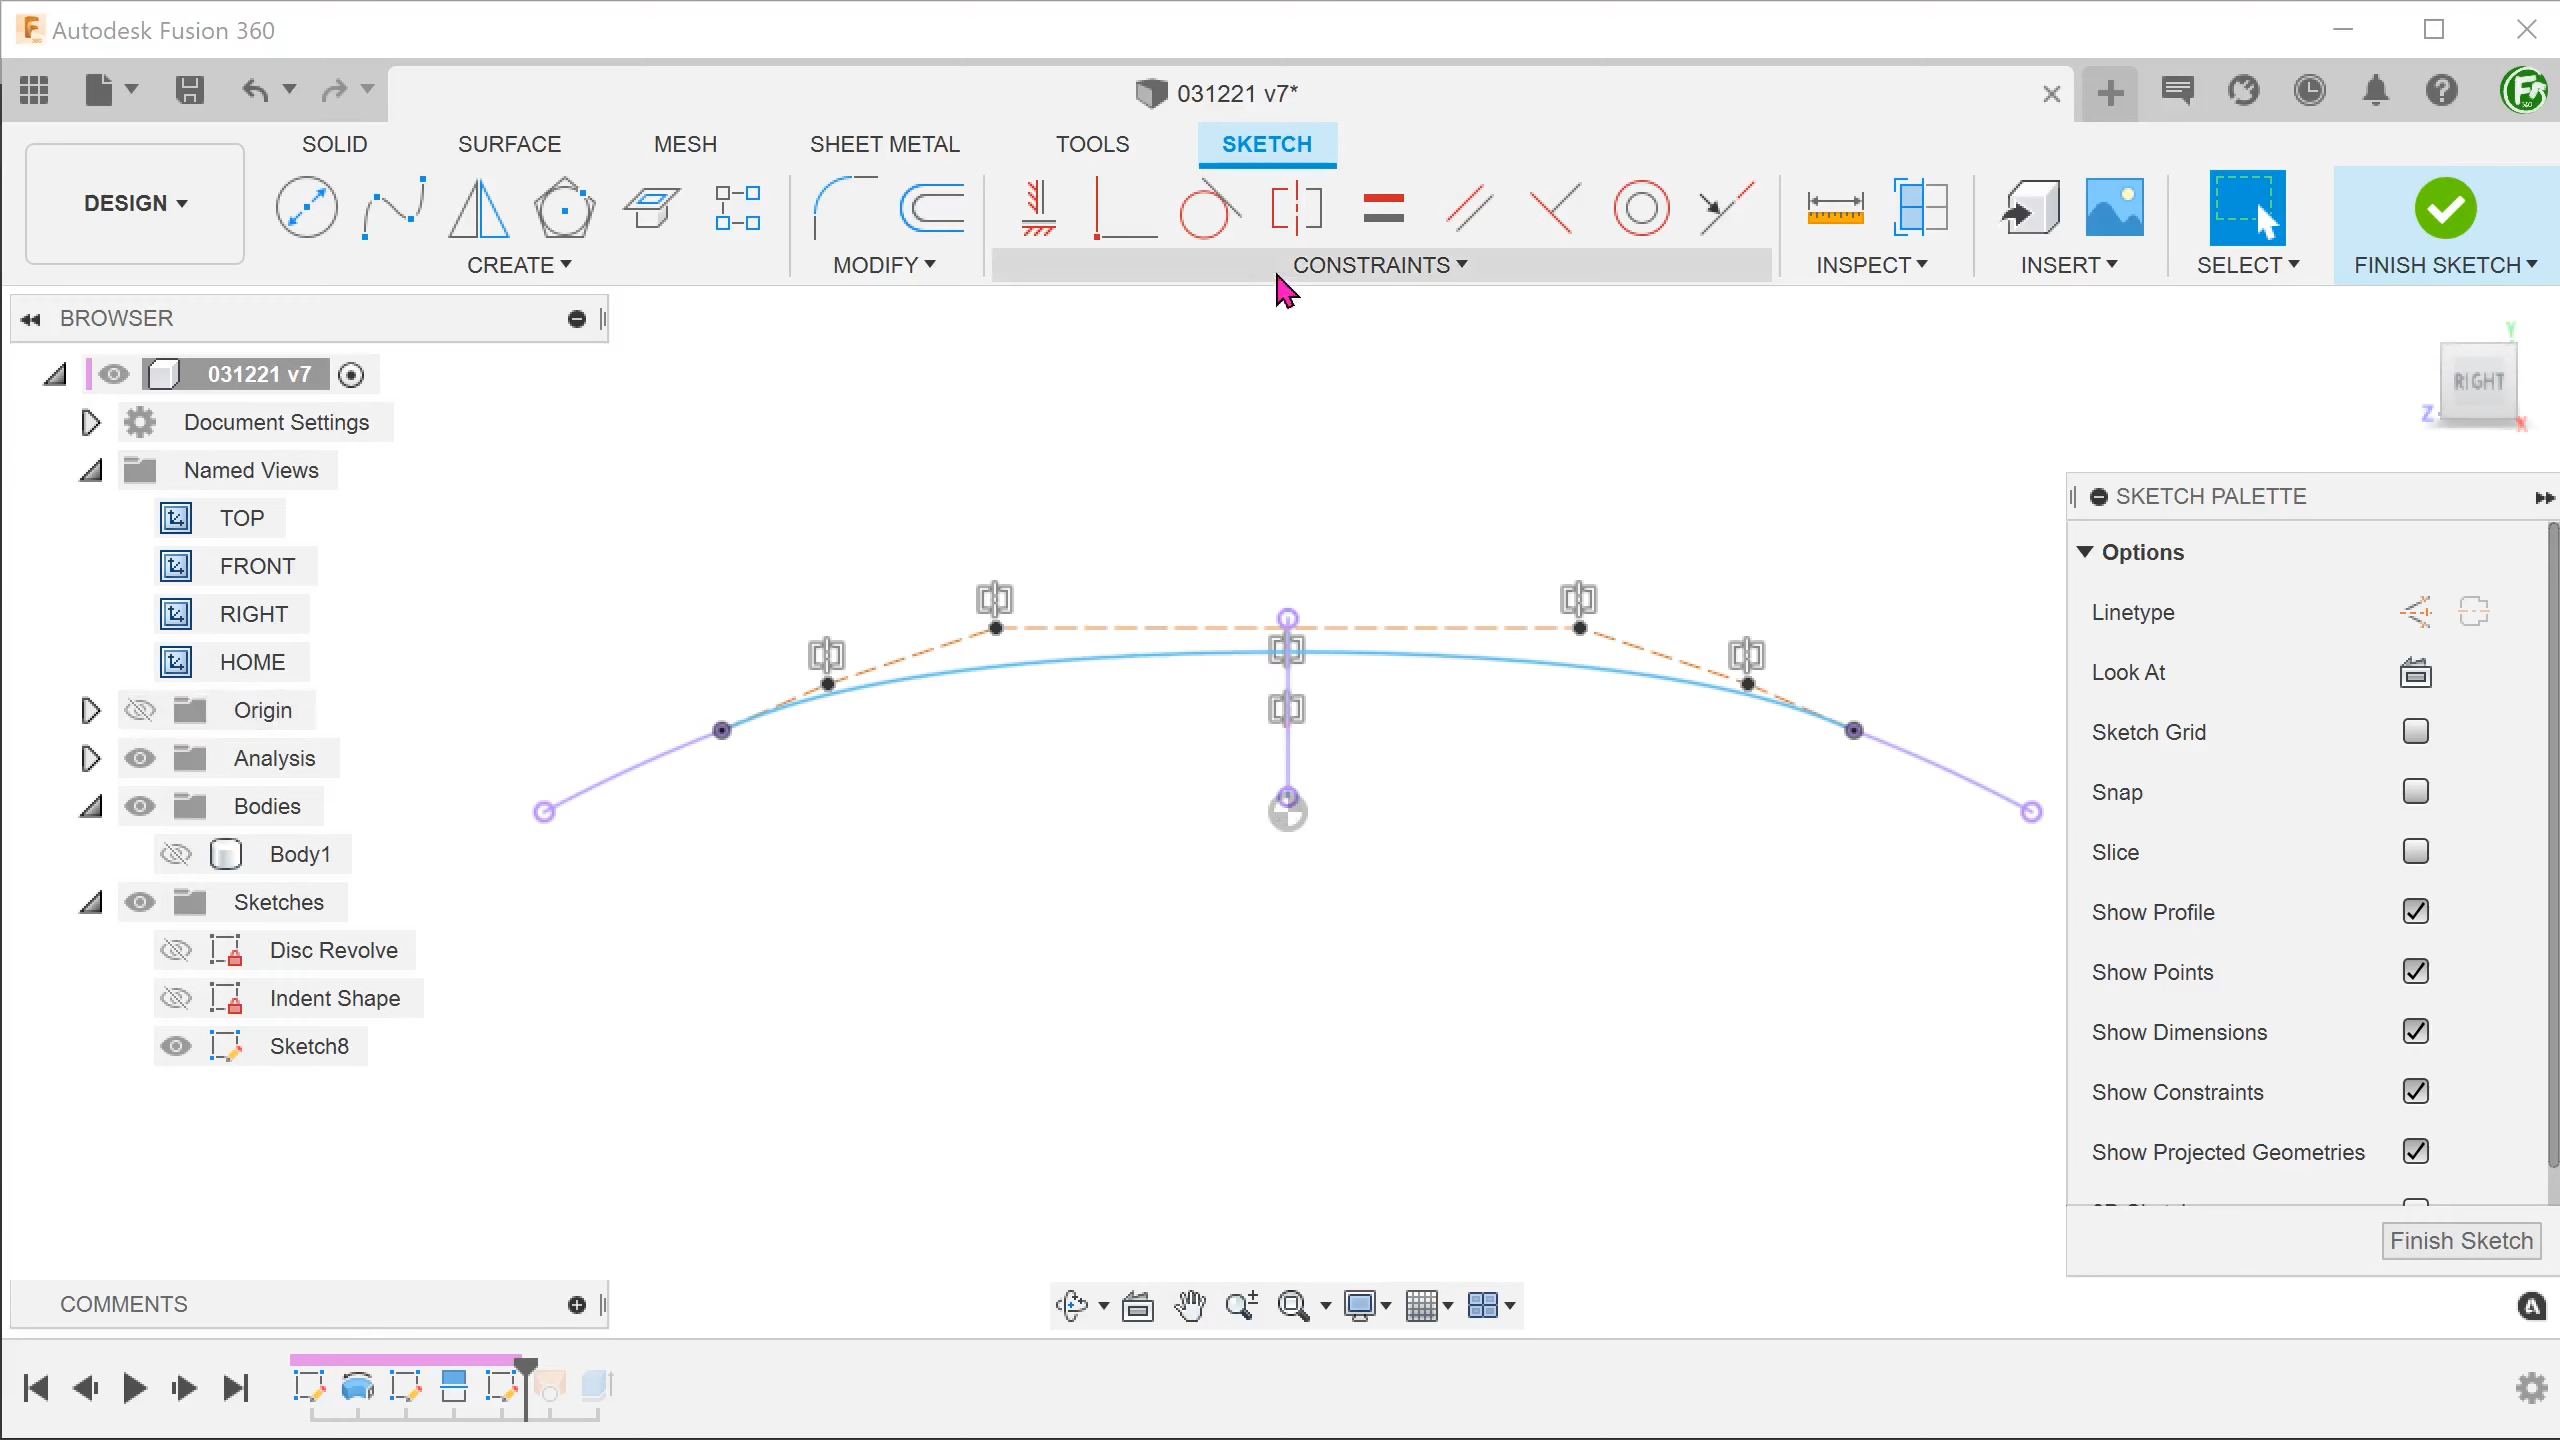 Autodesk Fusion 360
031221 v7*
SOLID SURFACE MESH SHEET METAL TOOLS SKETCH
DESIGN
CREATE MODIFY CONSTRAINTS INSPECT INSERT SELECT FINISH SKETCH
BROWSER
031221 v7
Document Settings
Named Views
TOP
FRONT
RIGHT
HOME
Origin
Analysis
Bodies
Body1
Sketches
Disc Revolve
Indent Shape
Sketch8
Y
RIGHT
Z
X
SKETCH PALETTE
Options
Linetype
Look At
Sketch Grid
Snap
Slice
Show Profile
Show Points
Show Dimensions
Show Constraints
Show Projected Geometries
Finish Sketch
COMMENTS